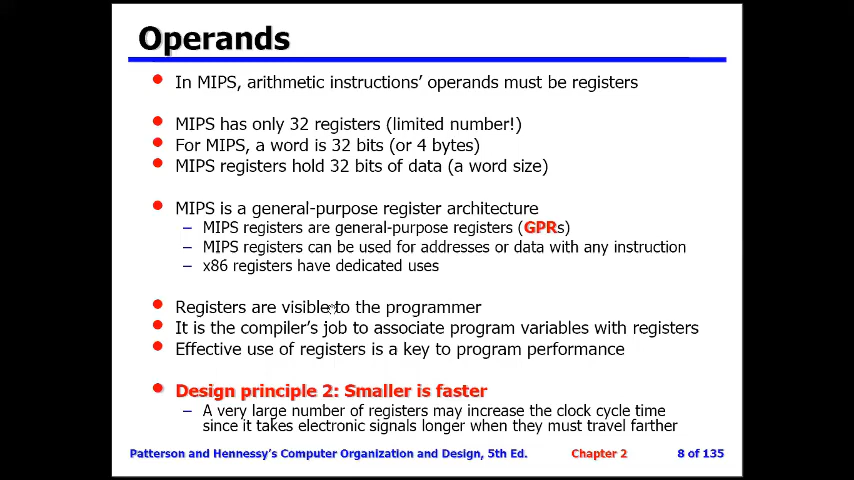 Operands
• In MIPS, arithmetic instructions’ operands must be registers
• MIPS has only 32 registers (limited number!)
• For MIPS, a word is 32 bits (or 4 bytes)
• MIPS registers hold 32 bits of data (a word size)
• MIPS is a general-purpose register architecture
– MIPS registers are general-purpose registers (GPRs)
– MIPS registers can be used for addresses or data with any instruction
– x86 registers have dedicated uses
• Registers are visible to the programmer
• It is the compiler’s job to associate program variables with registers
• Effective use of registers is a key to program performance
• Design principle 2: Smaller is faster
– A very large number of registers may increase the clock cycle time
since it takes electronic signals longer when they must travel farther
Patterson and Hennessy’s Computer Organization and Design, 5th Ed. Chapter 2 8 of 135